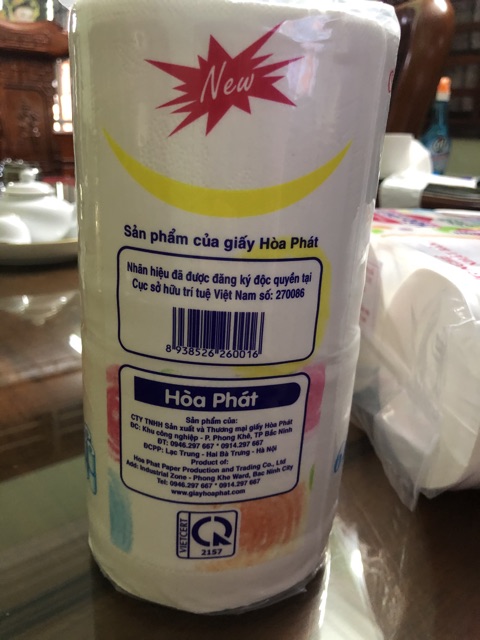 New
Sản phẩm của giấy Hòa Phát
Nhãn hiệu đã được đăng ký độc quyền tại
Cục sở hữu trí tuệ Việt Nam số: 270086
8 938526 260016
Hòa Phát
Sản phẩm của:
CTY TNHH Sản xuất và Thương mại giấy Hòa Phát
ĐC: Khu công nghiệp - P. Phong Khê, TP Bắc Ninh
ĐT: 0946.297 667 * 0914.297 667
ĐCPP: Lạc Trung - Hai Bà Trưng - Hà Nội
Product of:
Hoa Phat Paper Production and Trading Co., Ltd
Add: Industrial Zone - Phong Khe Ward, Bac Ninh City
Tel: 0946.297 667 * 0914.297 667
www.giayhoaphat.com
VIETCERT
2157